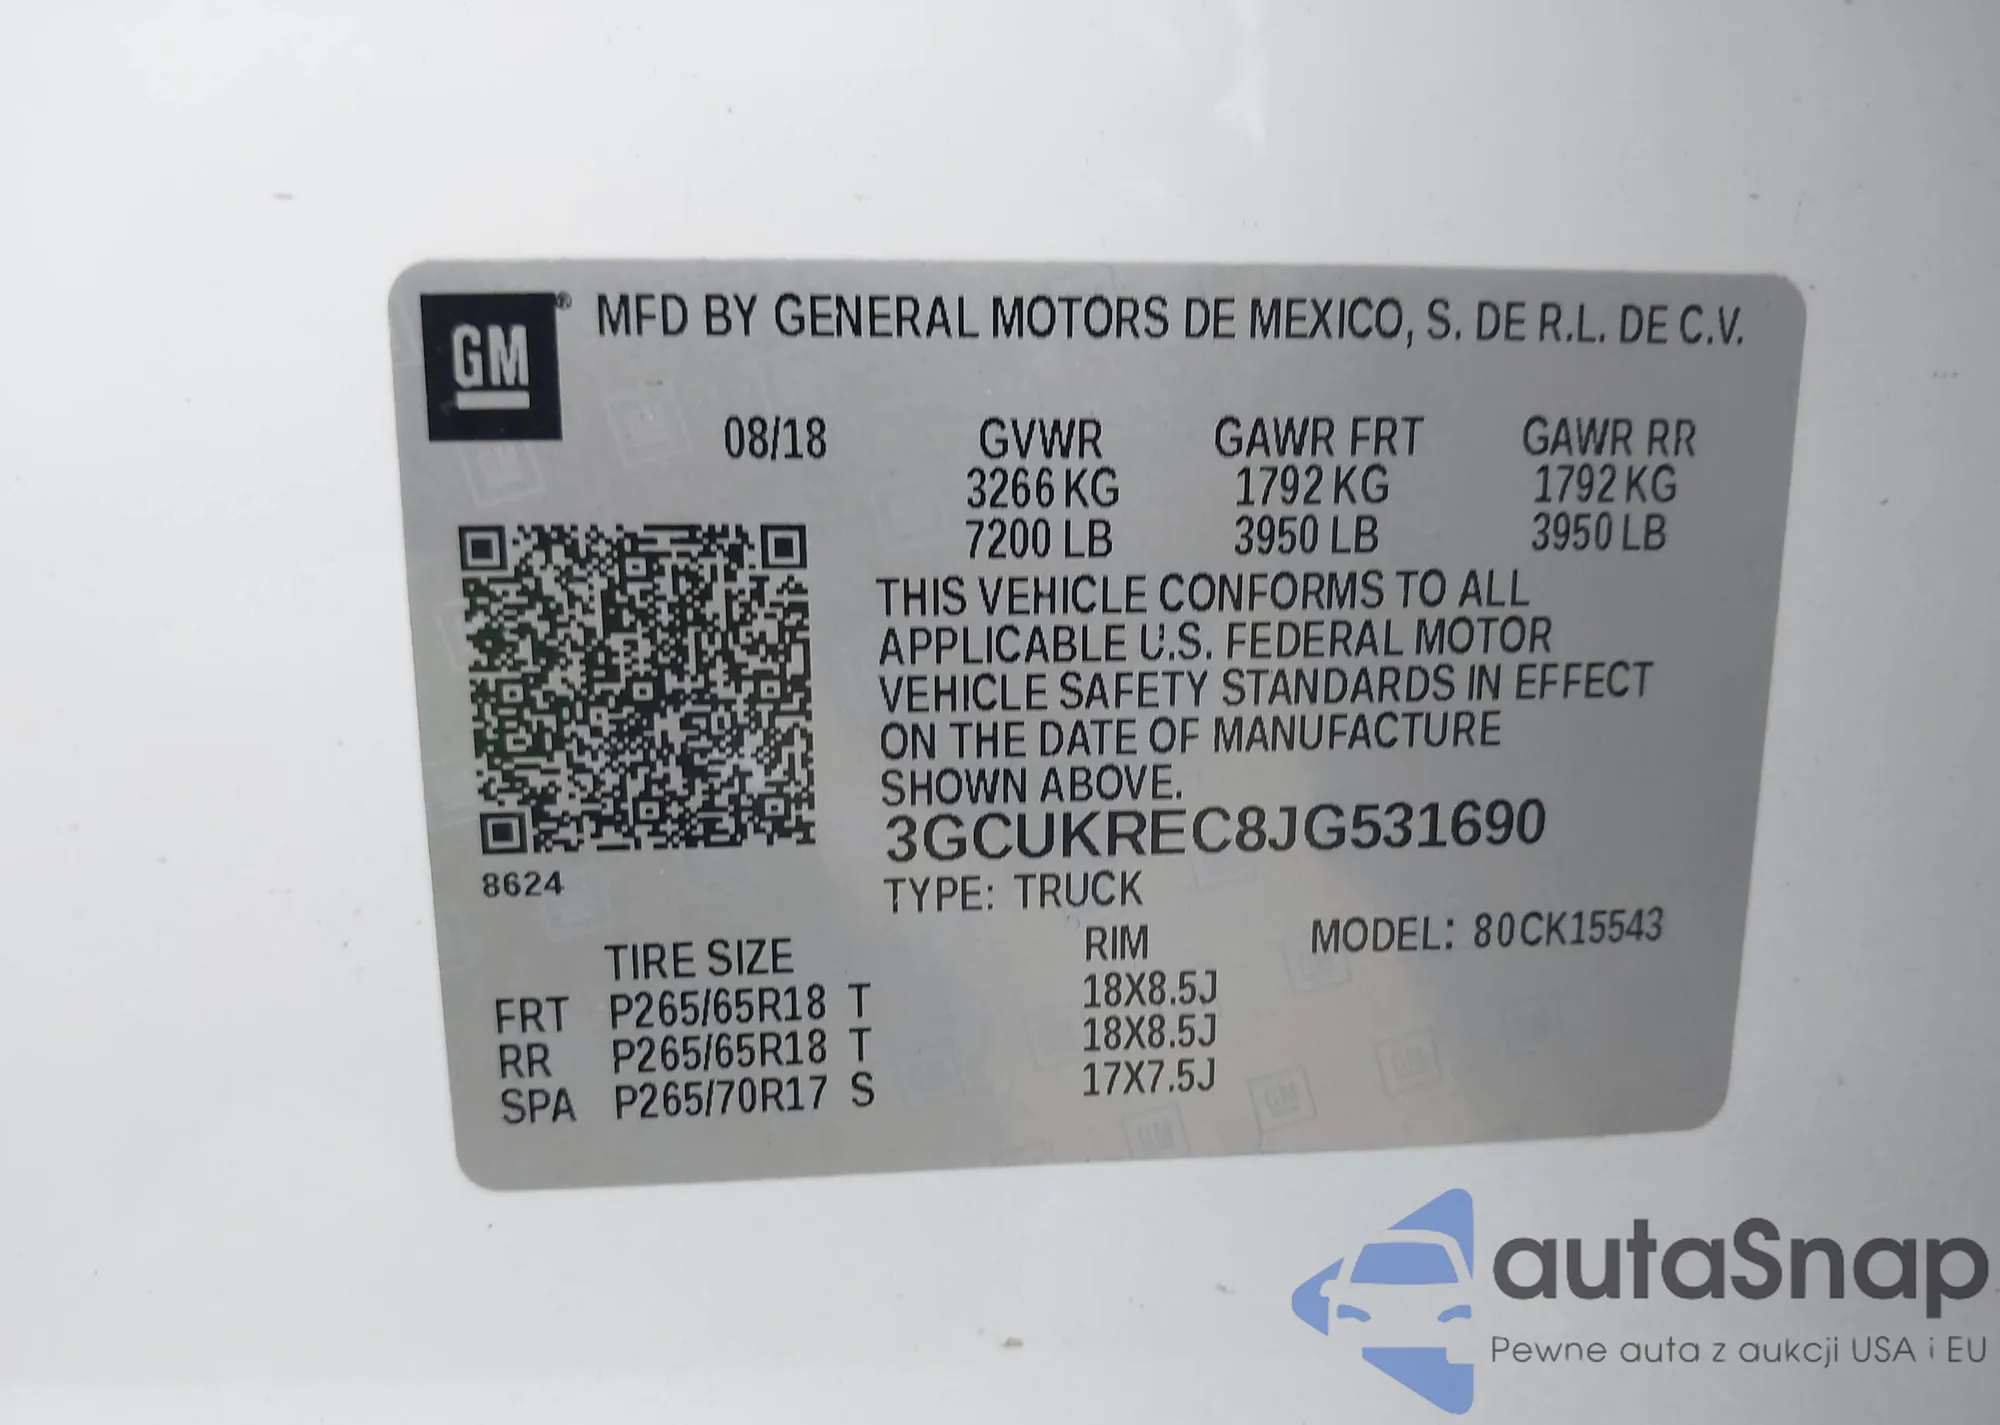 GM ® MFD BY GENERAL MOTORS DE MEXICO, S. DE R.L. DE C.V.
08/18 GVWR GAWR FRT GAWR RR
3266 KG 1792 KG 1792 KG
7200 LB 3950 LB 3950 LB
THIS VEHICLE CONFORMS TO ALL
APPLICABLE U.S. FEDERAL MOTOR
VEHICLE SAFETY STANDARDS IN EFFECT
ON THE DATE OF MANUFACTURE
SHOWN ABOVE.
3GCUKREC8JG531690
8624
TYPE: TRUCK
TIRE SIZE RIM MODEL: 80CK15543
FRT P265/65R18 T 18X8.5J
RR P265/65R18 T 18X8.5J
SPA P265/70R17 S 17X7.5J
autaSnap
Pewne auta z aukcji USA i EU